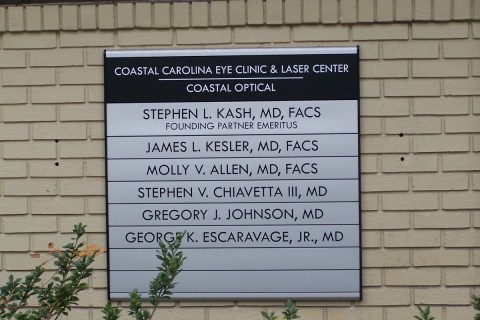 COASTAL CAROLINA EYE CLINIC & LASER CENTER
COASTAL OPTICAL
STEPHEN L. KASH, MD, FACS
FOUNDING PARTNER EMERITUS
JAMES L. KESLER, MD, FACS
MOLLY V. ALLEN, MD, FACS
STEPHEN V. CHIAVETTA III, MD
GREGORY J. JOHNSON, MD
GEORGE K. ESCARAVAGE, JR., MD